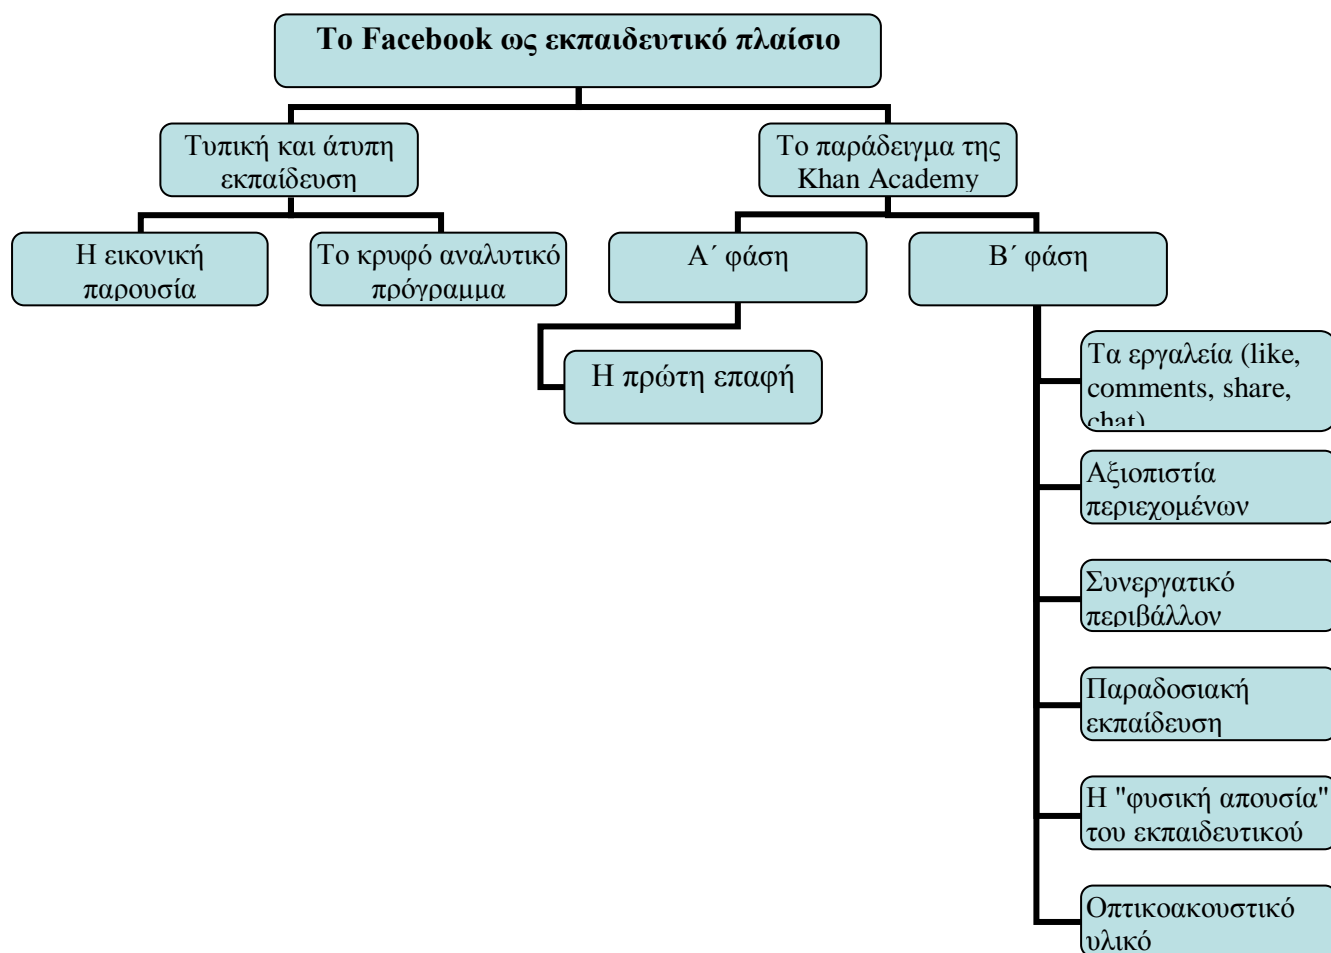 Το Facebook ως εκπαιδευτικό πλαίσιο
Τυπική και άτυπη
εκπαίδευση
Το παράδειγμα της
Khan Academy
Η εικονική
παρουσία
Το κρυφό αναλυτικό
πρόγραμμα
Α΄ φάση
Β΄ φάση
Η πρώτη επαφή
Τα εργαλεία (like,
comments, share,
chat)
Αξιοπιστία
περιεχομένων
Συνεργατικό
περιβάλλον
Παραδοσιακή
εκπαίδευση
Η "φυσική απουσία"
του εκπαιδευτικού
Οπτικοακουστικό
υλικό